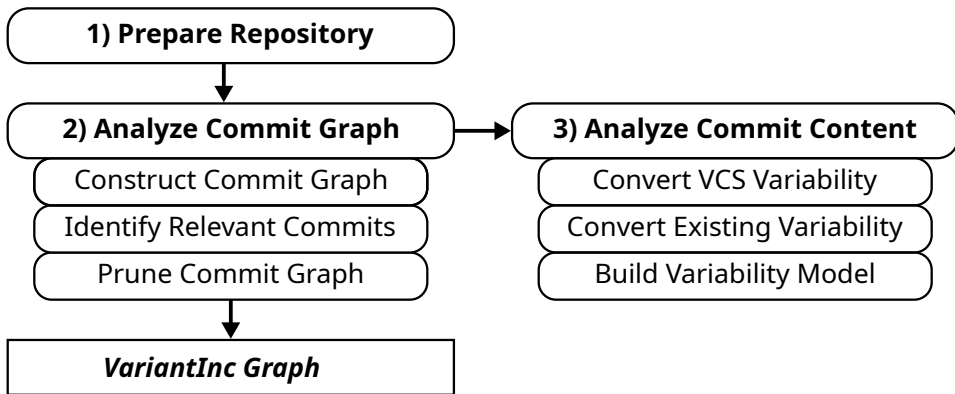 1) Prepare Repository
2) Analyze Commit Graph
Construct Commit Graph
Identify Relevant Commits
Prune Commit Graph
VariantInc Graph
3) Analyze Commit Content
Convert VCS Variability
Convert Existing Variability
Build Variability Model